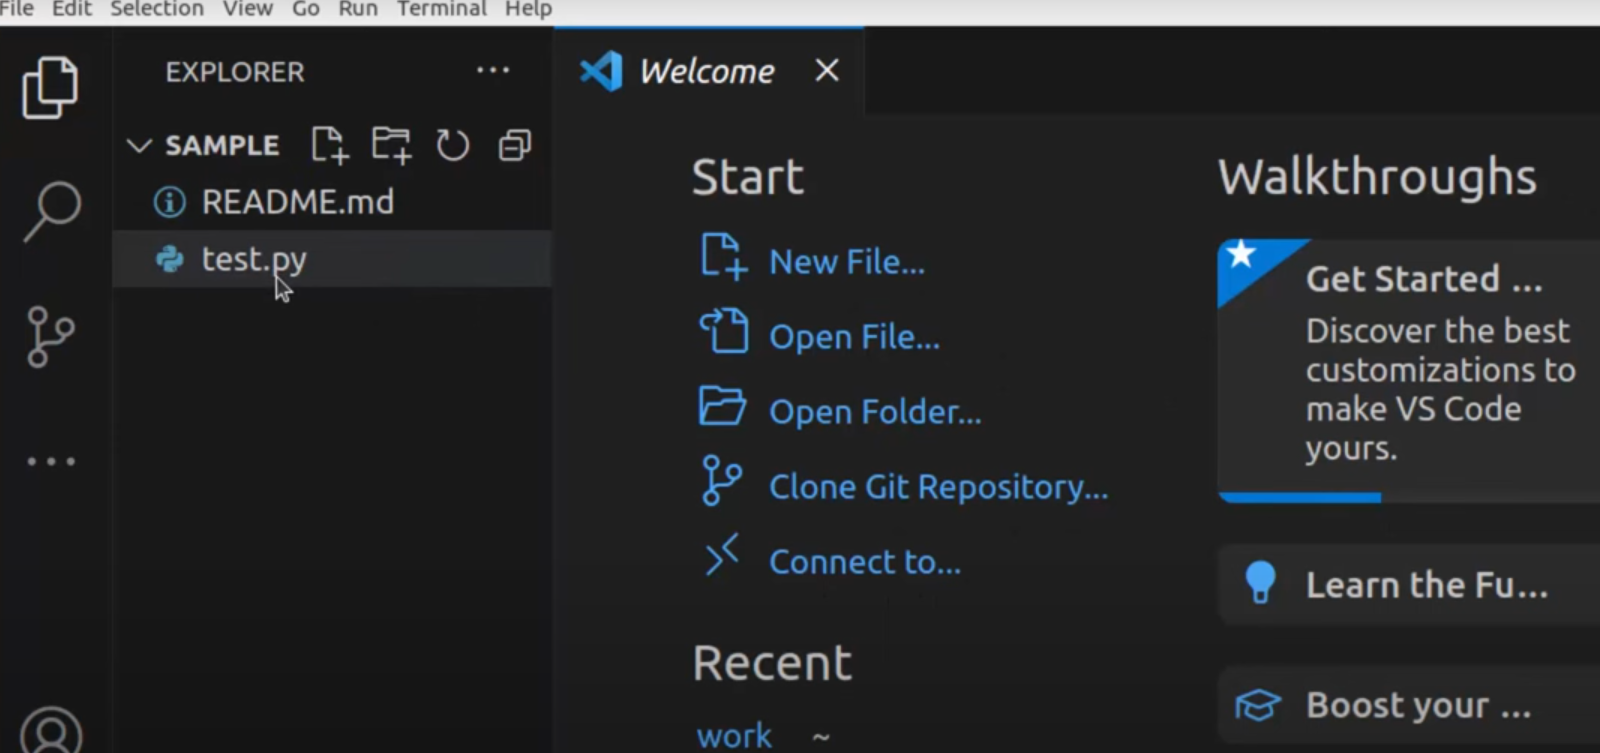 File Edit Selection View Go Run Terminal Help
EXPLORER ...
Welcome
SAMPLE
README.md
test.py
Start
New File...
Open File...
Open Folder...
Clone Git Repository...
Connect to...
Recent
work ~
Walkthroughs
Get Started ...
Discover the best
customizations to
make VS Code
yours.
Learn the Fu...
Boost your ...